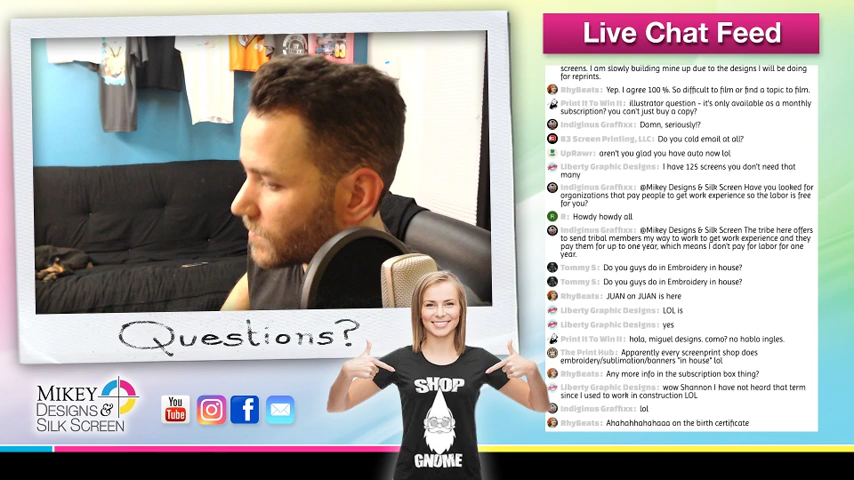 Live Chat Feed
screens. I am slowly building mine up due to the designs I will be doing
for reprints.
RhyBeats: Yep. I agree 100 %. So difficult to film or find a topic to film.
Print It To Win It: illustrator question - it's only available as a monthly
subscription? you can't just buy a copy?
Indiginus Graffixx: Damn, seriously!?
83 Screen Printing, LLC: Do you cold email at all?
UpRawr: aren't you glad you have auto now lol
Liberty Graphic Designs: I have 125 screens you don't need that
many
Indiginus Graffixx: @Mikey Designs & Silk Screen Have you looked for
organizations that pay people to get work experience so the labor is free
for you?
R: Howdy howdy all
Indiginus Graffixx: @Mikey Designs & Silk Screen The tribe here offers
to send tribal members my way to work to get work experience and they
pay them for up to one year, which means I don't pay for labor for one
year.
Tommy S: Do you guys do in Embroidery in house?
Tommy S: Do you guys do in Embroidery in house?
RhyBeats: JUAN on JUAN is here
Liberty Graphic Designs: LOL is
Liberty Graphic Designs: yes
Print It To Win It: hola, miguel designs. como? no hablo ingles.
The Print Hub: Apparently every screenprint shop does
embroidery/sublimation/banners "in house" lol
RhyBeats: Any more info in the subscription box thing?
Liberty Graphic Designs: wow Shannon I have not heard that term
since I used to work in construction LOL
Indiginus Graffixx: lol
RhyBeats: Ahahahhahahaaa on the birth certificate
Questions?
MIKEY
DESIGNS &
SILK SCREEN
You
Tube
SHOP
GNOME